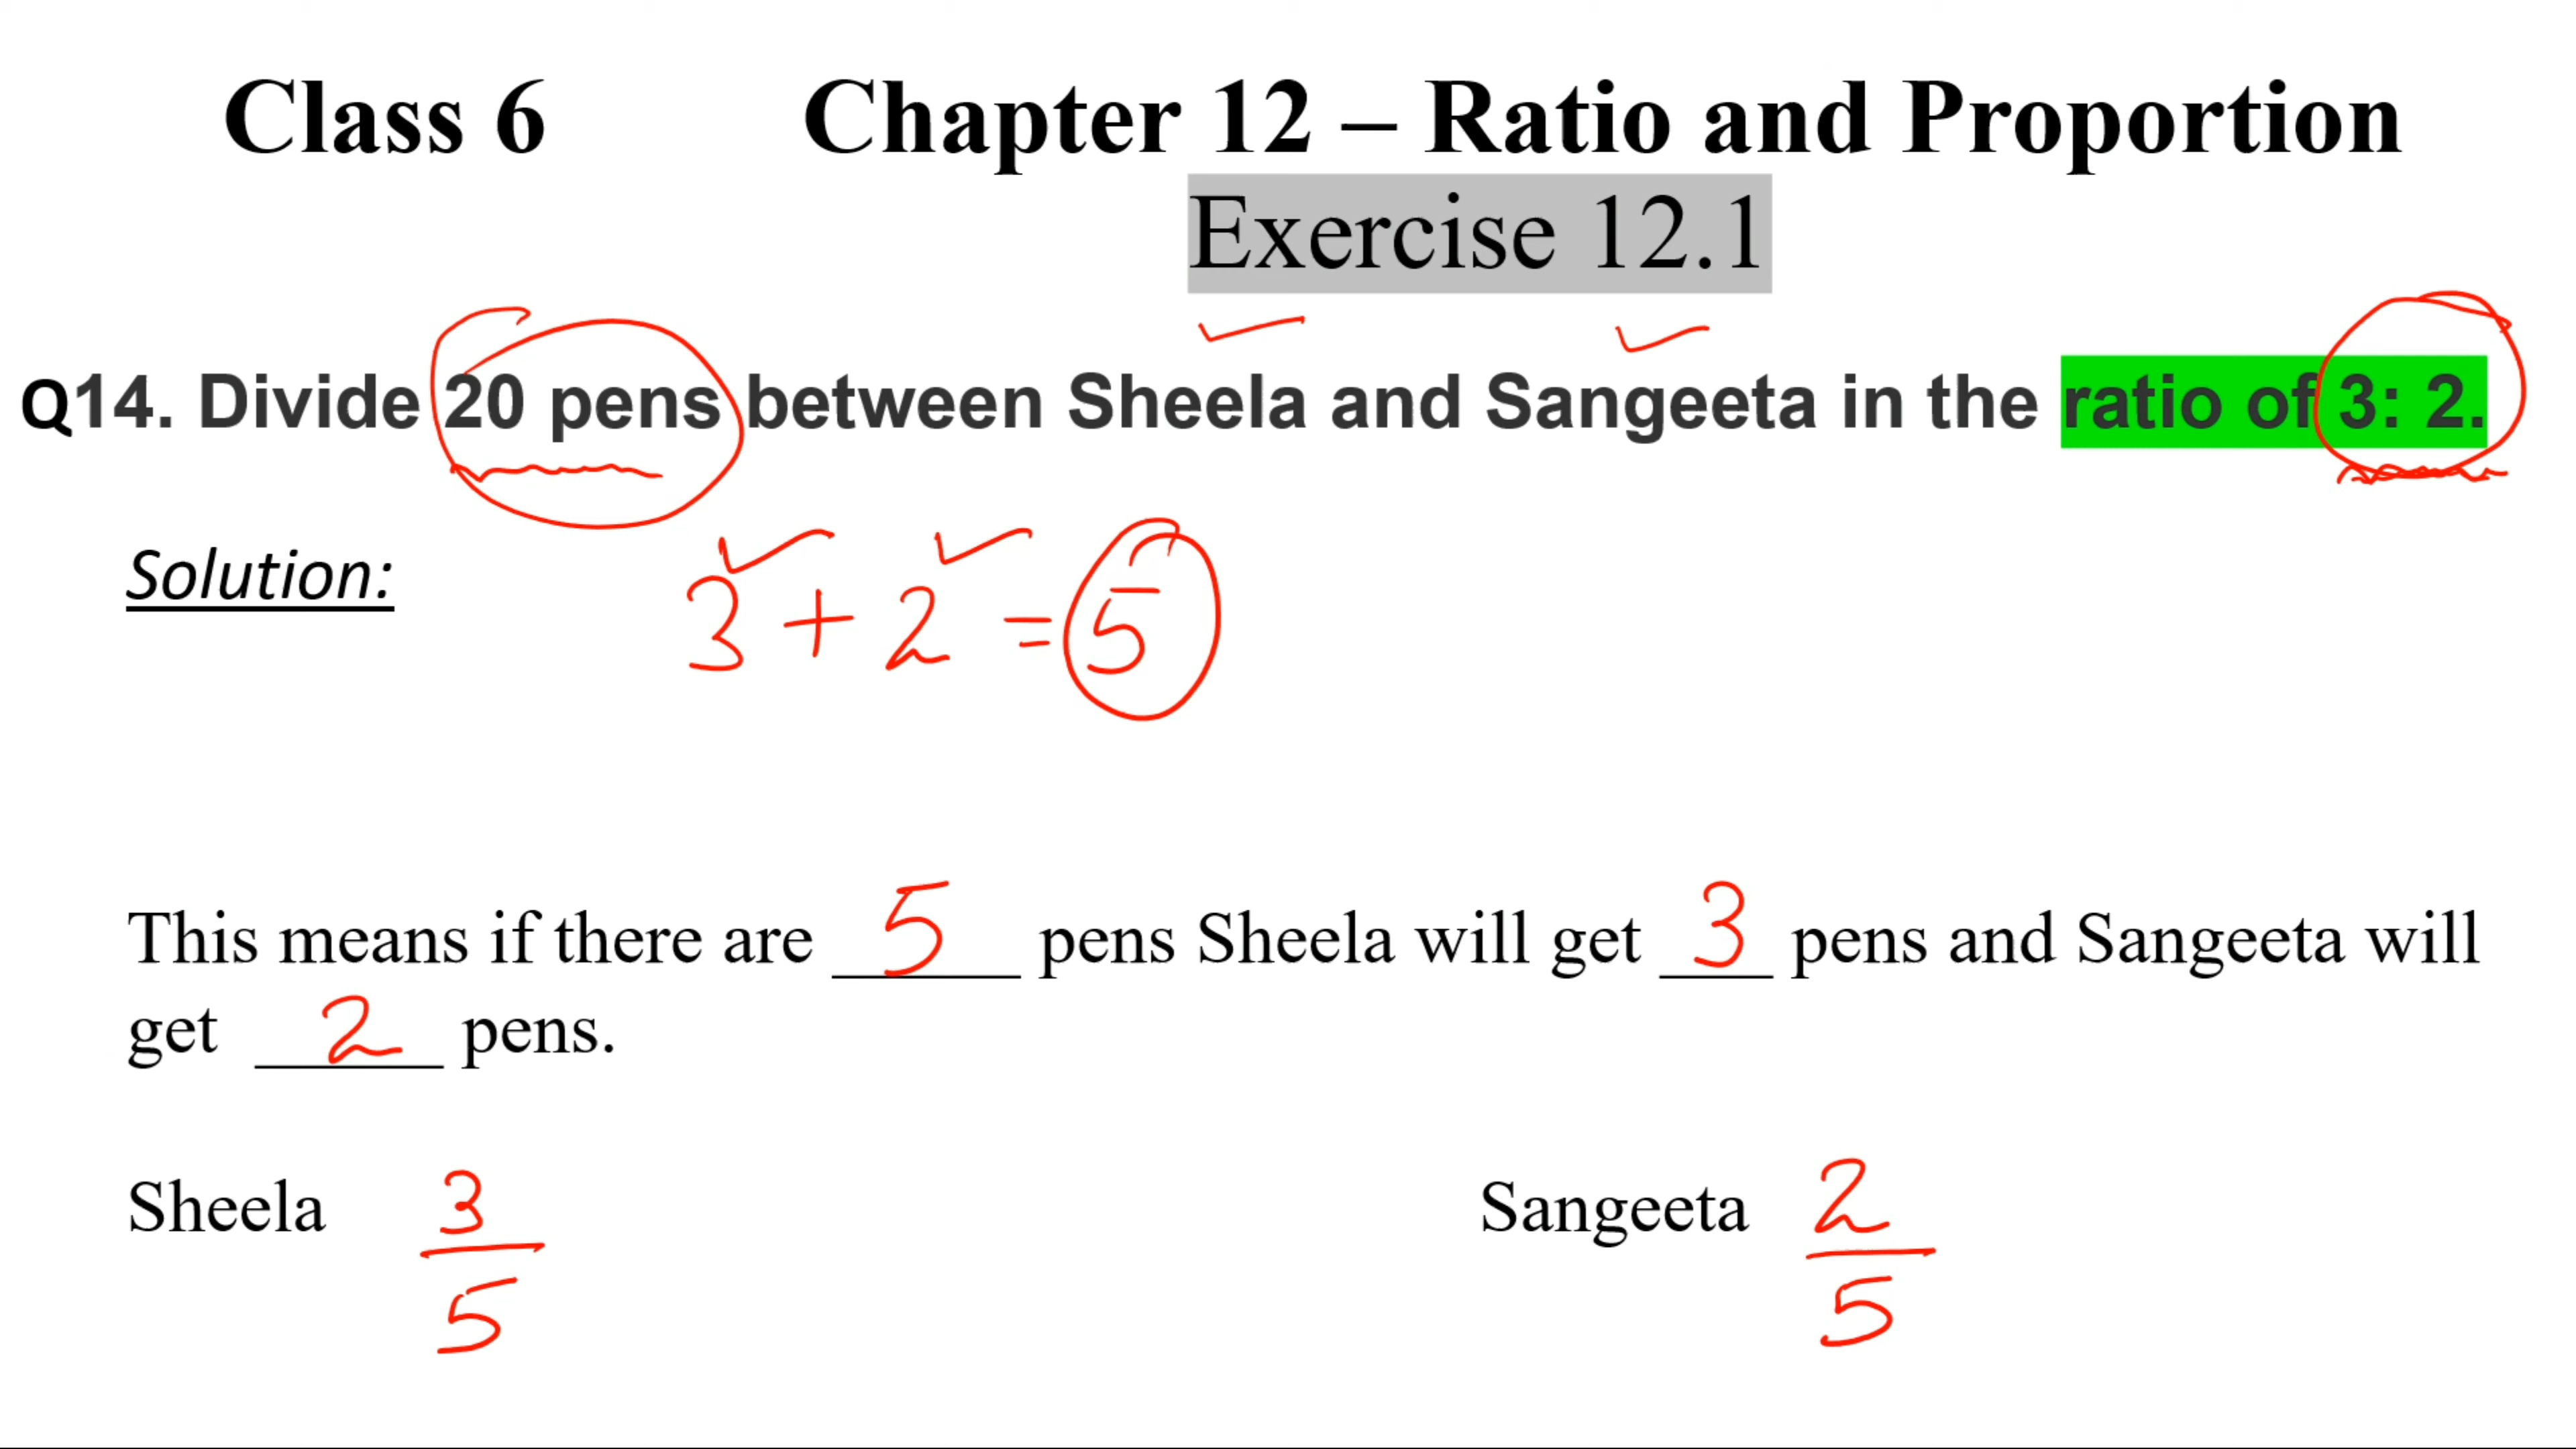 Class 6 Chapter 12 – Ratio and Proportion
Exercise 12.1
Q14. Divide 20 pens between Sheela and Sangeeta in the ratio of 3: 2.
Solution: 3 + 2 = 5
This means if there are 5 pens Sheela will get 3 pens and Sangeeta will
get 2 pens.
Sheela 3/5 Sangeeta 2/5